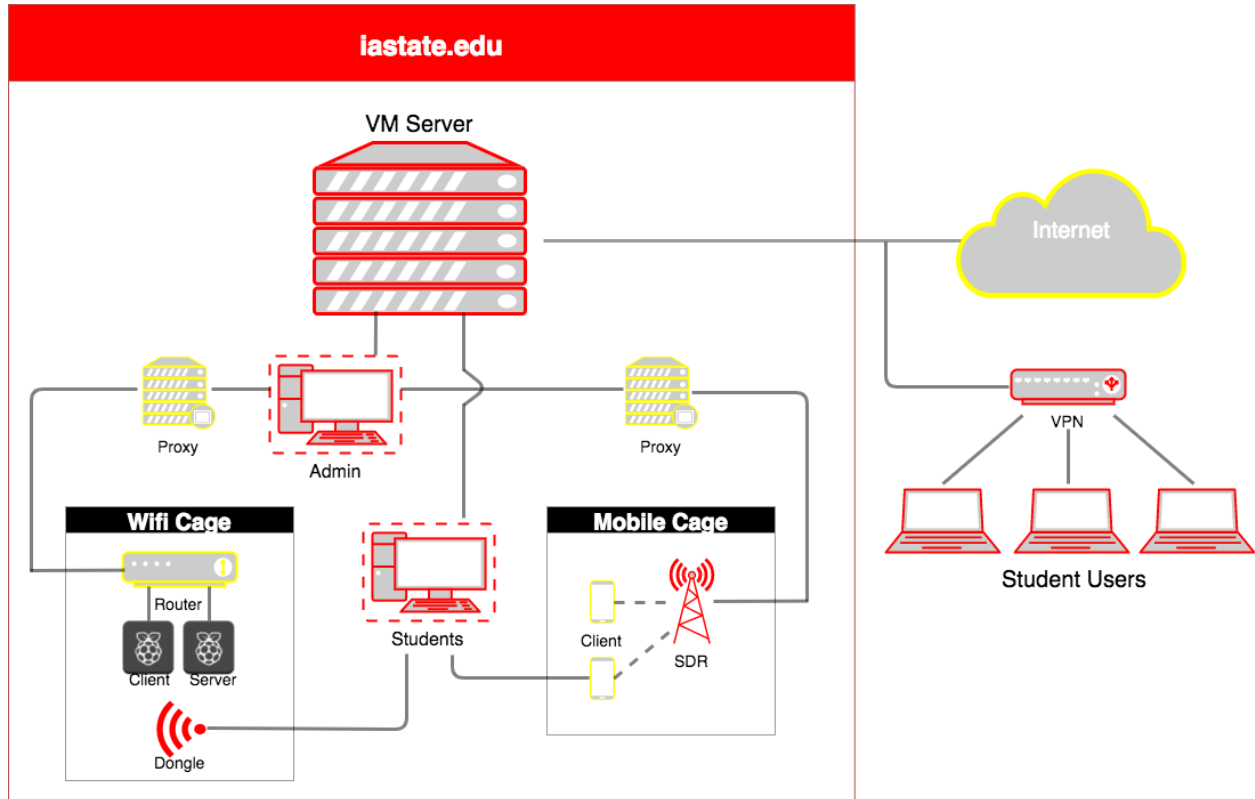 iastate.edu
VM Server
Internet
Proxy
Admin
Proxy
VPN
Wifi Cage
Mobile Cage
Student Users
Router
Client
Server
Dongle
Students
Client
SDR